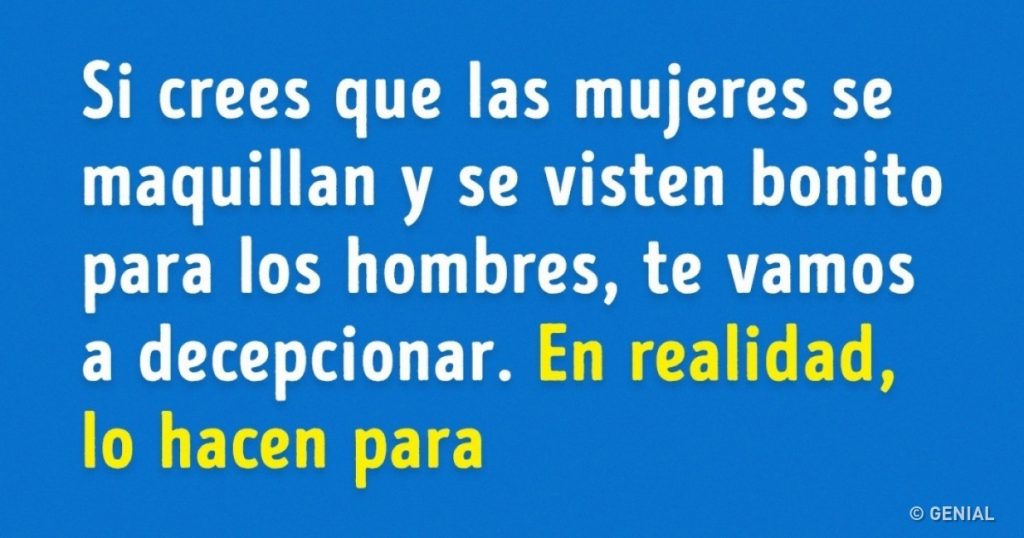 Si crees que las mujeres se
maquillan y se visten bonito
para los hombres, te vamos
a decepcionar. En realidad,
lo hacen para
© GENIAL